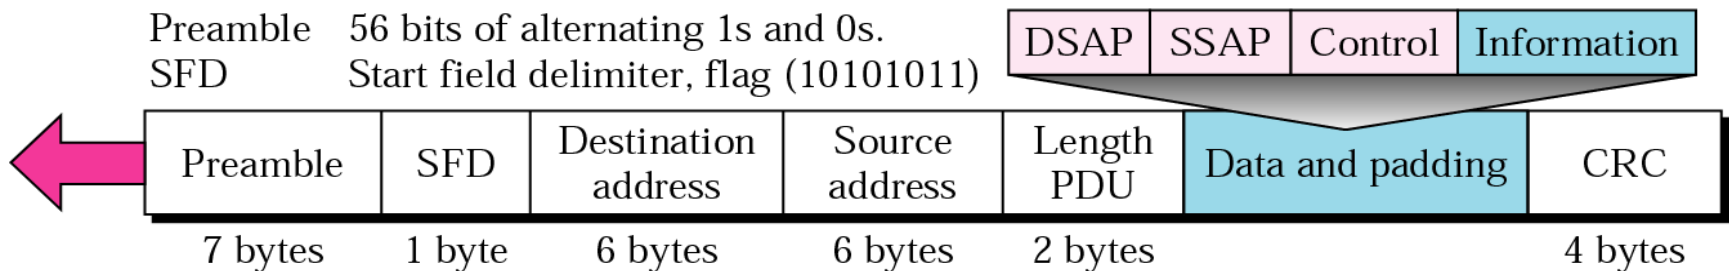 Preamble 56 bits of alternating 1s and 0s.
SFD Start field delimiter, flag (10101011)
DSAP SSAP Control Information
Preamble SFD Destination address Source address Length PDU Data and padding CRC
7 bytes 1 byte 6 bytes 6 bytes 2 bytes 4 bytes